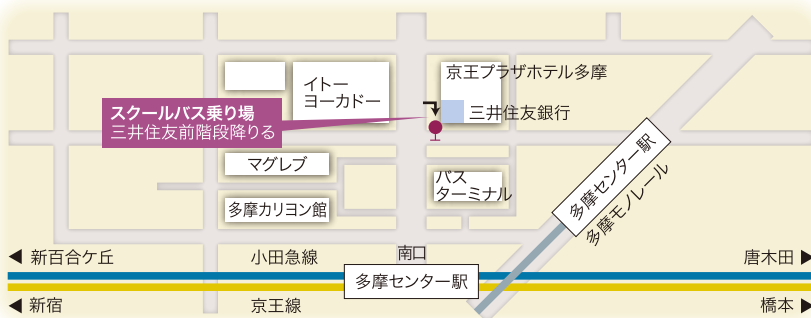 イトー
ヨーカドー
京王プラザホテル多摩
三井住友銀行
スクールバス乗り場
三井住友前階段降りる
マグレブ
多摩カリヨン館
バス
ターミナル
多摩センター駅
多摩モノレール
◀ 新百合ケ丘
小田急線
南口
唐木田 ▶
多摩センター駅
◀ 新宿
京王線
橋本 ▶